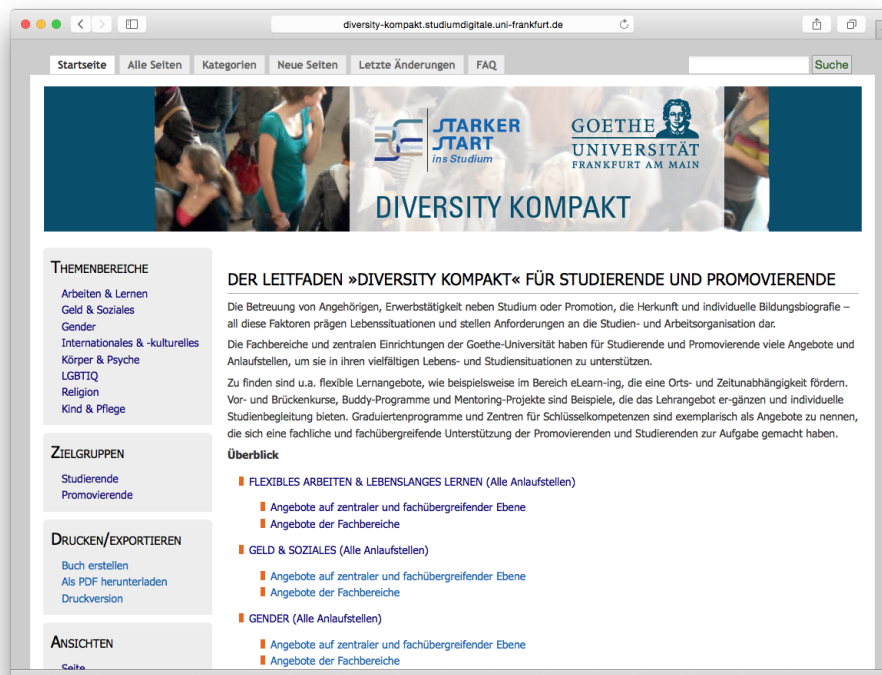 diversity-kompakt.studiumdigitale.uni-frankfurt.de
Startseite
Alle Seiten
Kategorien
Neue Seiten
Letzte Änderungen
FAQ
Suche
STARKER
START
ins Studium
GOETHE
UNIVERSITÄT
FRANKFURT AM MAIN
DIVERSITY KOMPAKT
THEMENBEREICHE
Arbeiten & Lernen
Geld & Soziales
Gender
Internationales & -kulturelles
Körper & Psyche
LGBTIQ
Religion
Kind & Pflege
ZIELGRUPPEN
Studierende
Promovierende
DRUCKEN/EXPORTIEREN
Buch erstellen
Als PDF herunterladen
Druckversion
ANSICHTEN
Seite
DER LEITFADEN »DIVERSITY KOMPAKT« FÜR STUDIERENDE UND PROMOVIERENDE
Die Betreuung von Angehörigen, Erwerbstätigkeit neben Studium oder Promotion, die Herkunft und individuelle Bildungsbiografie –
all diese Faktoren prägen Lebenssituationen und stellen Anforderungen an die Studien- und Arbeitsorganisation dar.
Die Fachbereiche und zentralen Einrichtungen der Goethe-Universität haben für Studierende und Promovierende viele Angebote und
Anlaufstellen, um sie in ihren vielfältigen Lebens- und Studiensituationen zu unterstützen.
Zu finden sind u.a. flexible Lernangebote, wie beispielsweise im Bereich eLearn-ing, die eine Orts- und Zeitunabhängigkeit fördern.
Vor- und Brückenkurse, Buddy-Programme und Mentoring-Projekte sind Beispiele, die das Lehrangebot er-gänzen und individuelle
Studienbegleitung bieten. Graduiertenprogramme und Zentren für Schlüsselkompetenzen sind exemplarisch als Angebote zu nennen,
die sich eine fachliche und fachübergreifende Unterstützung der Promovierenden und Studierenden zur Aufgabe gemacht haben.
Überblick
FLEXIBLES ARBEITEN & LEBENSLANGES LERNEN (Alle Anlaufstellen)
Angebote auf zentraler und fachübergreifender Ebene
Angebote der Fachbereiche
GELD & SOZIALES (Alle Anlaufstellen)
Angebote auf zentraler und fachübergreifender Ebene
Angebote der Fachbereiche
GENDER (Alle Anlaufstellen)
Angebote auf zentraler und fachübergreifender Ebene
Angebote der Fachbereiche